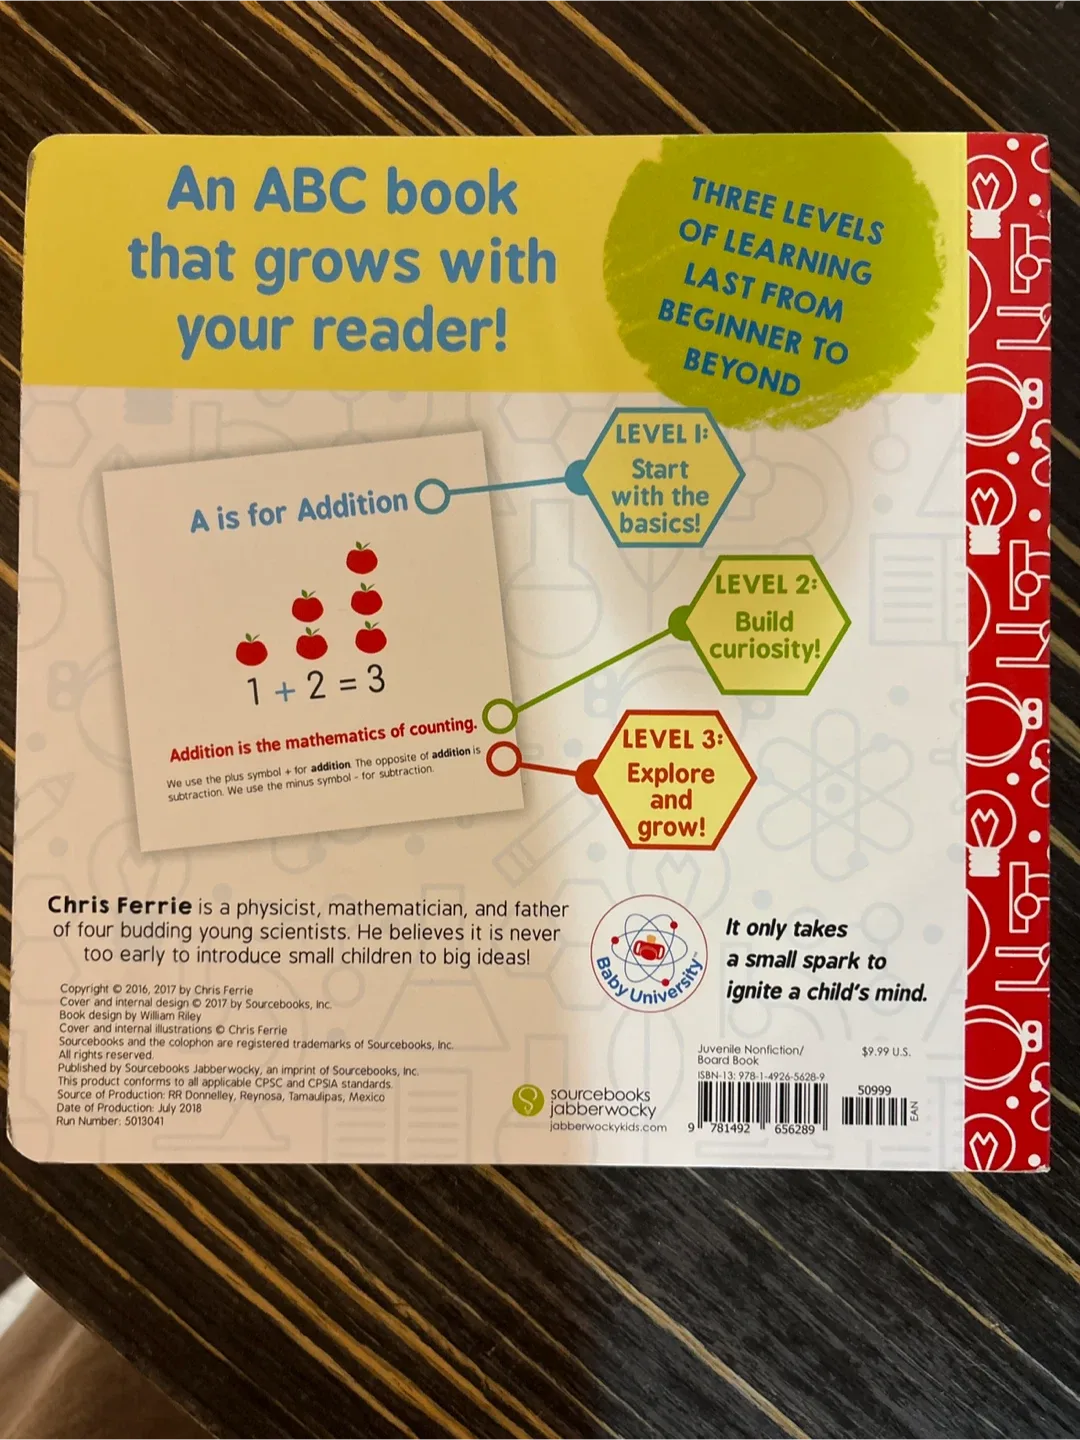 An ABC book
that grows with
your reader!
THREE LEVELS
OF LEARNING
LAST FROM
BEGINNER TO
BEYOND
A is for Addition
1 + 2 = 3
Addition is the mathematics of counting.
We use the plus symbol + for addition. The opposite of addition is
subtraction. We use the minus symbol - for subtraction.
LEVEL 1:
Start
with the
basics!
LEVEL 2:
Build
curiosity!
LEVEL 3:
Explore
and
grow!
Chris Ferrie is a physicist, mathematician, and father
of four budding young scientists. He believes it is never
too early to introduce small children to big ideas!
Baby University™
It only takes
a small spark to
ignite a child's mind.
Copyright © 2016, 2017 by Chris Ferrie
Cover and internal design © 2017 by Sourcebooks, Inc.
Book design by William Riley
Cover and internal illustrations © Chris Ferrie
Sourcebooks and the colophon are registered trademarks of Sourcebooks, Inc.
All rights reserved.
Published by Sourcebooks Jabberwocky, an imprint of Sourcebooks, Inc.
This product conforms to all applicable CPSC and CPSIA standards.
Source of Production: RR Donnelley, Reynosa, Tamaulipas, Mexico
Date of Production: July 2018
Run Number: 5013041
sourcebooks
jabberwocky
jabberwockykids.com
Juvenile Nonfiction/
Board Book
$9.99 U.S.
ISBN-13: 978-1-4926-5628-9
50999
EAN
9 781492 656289